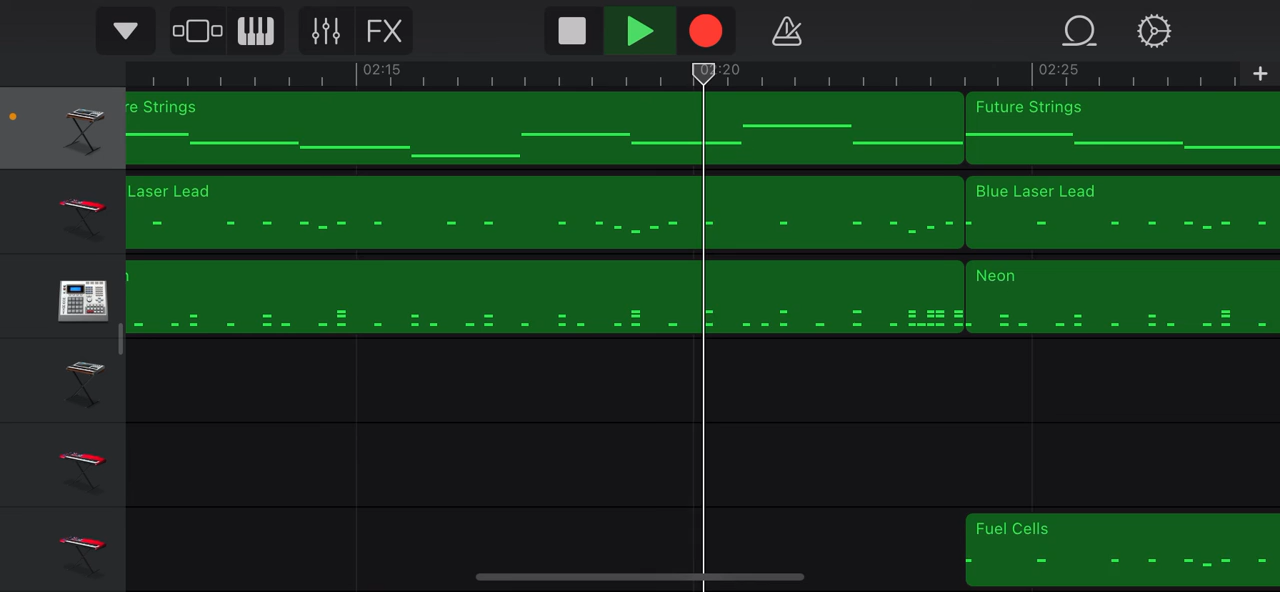 FX
02:15
02:20
02:25
re Strings
Future Strings
Laser Lead
Blue Laser Lead
n
Neon
Fuel Cells